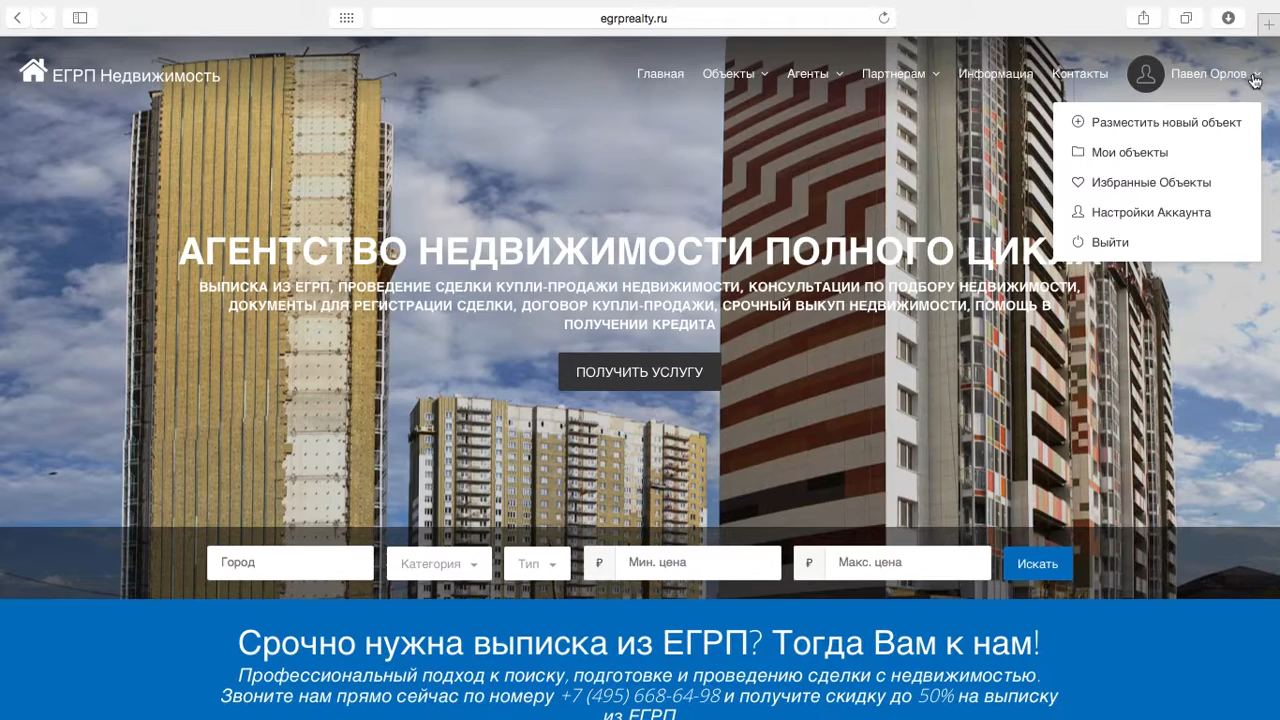 egrprealty.ru
ЕГРП Недвижимость
Главная
Объекты
Агенты
Партнерам
Информация
Контакты
Павел Орлов
Разместить новый объект
Мои объекты
Избранные Объекты
Настройки Аккаунта
Выйти
АГЕНТСТВО НЕДВИЖИМОСТИ ПОЛНОГО ЦИКЛА
ВЫПИСКА ИЗ ЕГРП, ПРОВЕДЕНИЕ СДЕЛКИ КУПЛИ-ПРОДАЖИ НЕДВИЖИМОСТИ, КОНСУЛЬТАЦИИ ПО ПОДБОРУ НЕДВИЖИМОСТИ,
ДОКУМЕНТЫ ДЛЯ РЕГИСТРАЦИИ СДЕЛКИ, ДОГОВОР КУПЛИ-ПРОДАЖИ, СРОЧНЫЙ ВЫКУП НЕДВИЖИМОСТИ, ПОМОЩЬ В
ПОЛУЧЕНИИ КРЕДИТА
ПОЛУЧИТЬ УСЛУГУ
Город
Категория
Тип
₽ Мин. цена
₽ Макс. цена
Искать
Срочно нужна выписка из ЕГРП? Тогда Вам к нам!
Профессиональный подход к поиску, подготовке и проведению сделки с недвижимостью.
Звоните нам прямо сейчас по номеру +7 (495) 668-64-98 и получите скидку до 50% на выписку
из ЕГРП